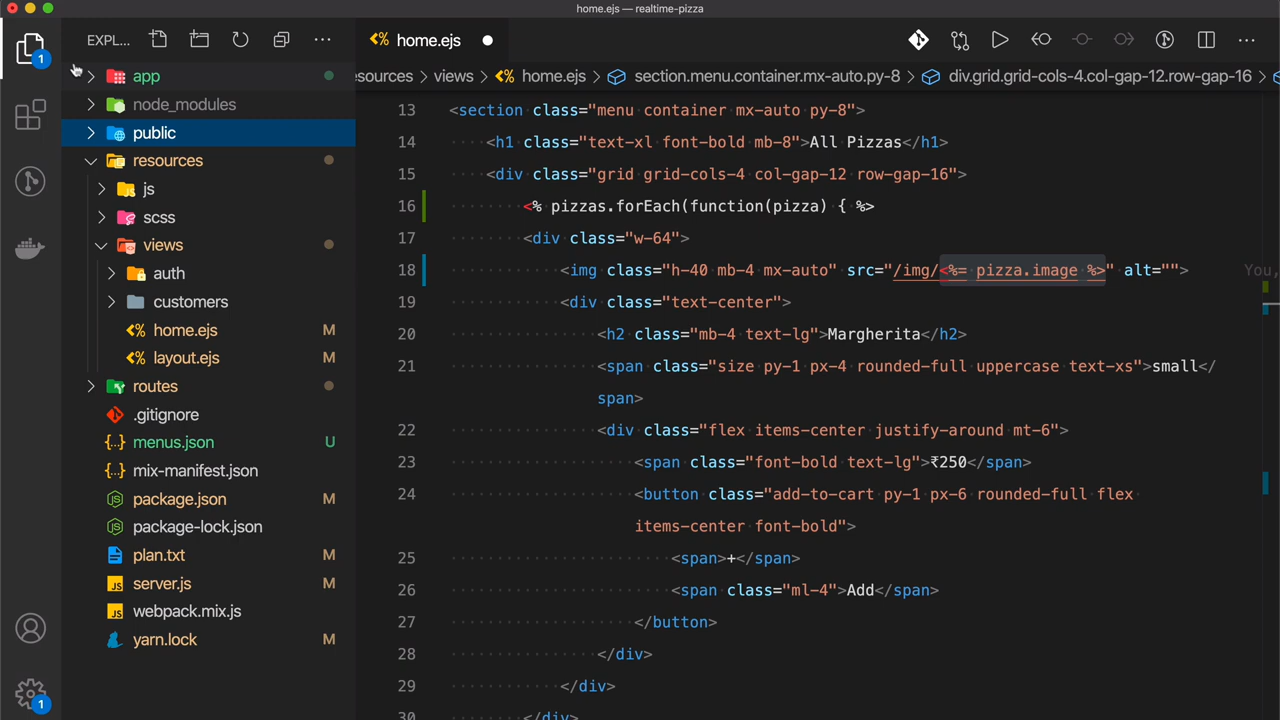 home.ejs — realtime-pizza
EXPL...
home.ejs
esources > views > home.ejs > section.menu.container.mx-auto.py-8 > div.grid.grid-cols-4.col-gap-12.row-gap-16 >
1
app
node_modules
public
resources
js
scss
views
auth
customers
home.ejs M
layout.ejs M
routes
.gitignore
menus.json U
mix-manifest.json
package.json M
package-lock.json
plan.txt M
server.js M
webpack.mix.js
yarn.lock M
1
13 <section class="menu container mx-auto py-8">
14 <h1 class="text-xl font-bold mb-8">All Pizzas</h1>
15 <div class="grid grid-cols-4 col-gap-12 row-gap-16">
16 <% pizzas.forEach(function(pizza) { %>
17 <div class="w-64">
18 <img class="h-40 mb-4 mx-auto" src="/img/<%= pizza.image %>" alt=""> You,
19 <div class="text-center">
20 <h2 class="mb-4 text-lg">Margherita</h2>
21 <span class="size py-1 px-4 rounded-full uppercase text-xs">small</
span>
22 <div class="flex items-center justify-around mt-6">
23 <span class="font-bold text-lg">₹250</span>
24 <button class="add-to-cart py-1 px-6 rounded-full flex
items-center font-bold">
25 <span>+</span>
26 <span class="ml-4">Add</span>
27 </button>
28 </div>
29 </div>
30 </div>